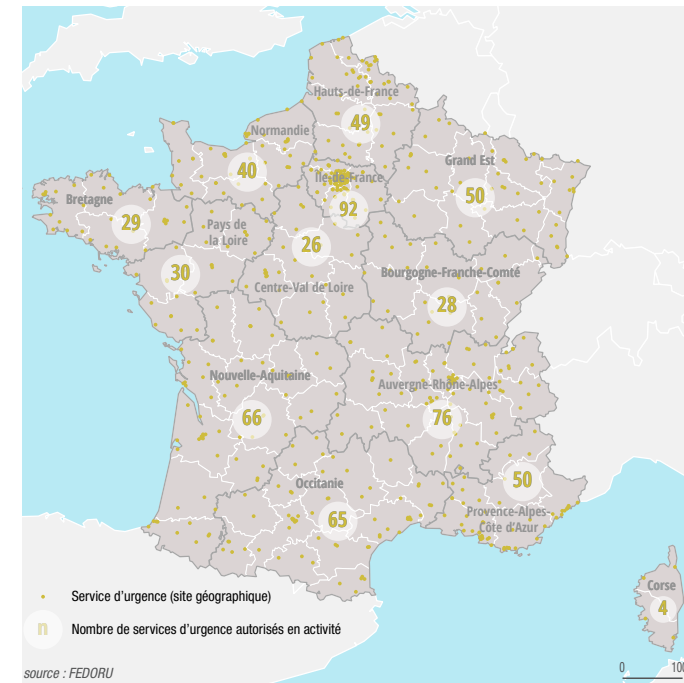 Hauts-de-France
49
Normandie
40
Île-de-France
92
Grand Est
50
Bretagne
29
Pays de
la Loire
30
26
Centre-Val de Loire
Bourgogne-Franche-Comté
28
Nouvelle-Aquitaine
66
Auvergne-Rhône-Alpes
76
Occitanie
65
50
Provence-Alpes-
Côte d'Azur
Corse
4
Service d'urgence (site géographique)
n
Nombre de services d'urgence autorisés en activité
source : FEDORU
0
100